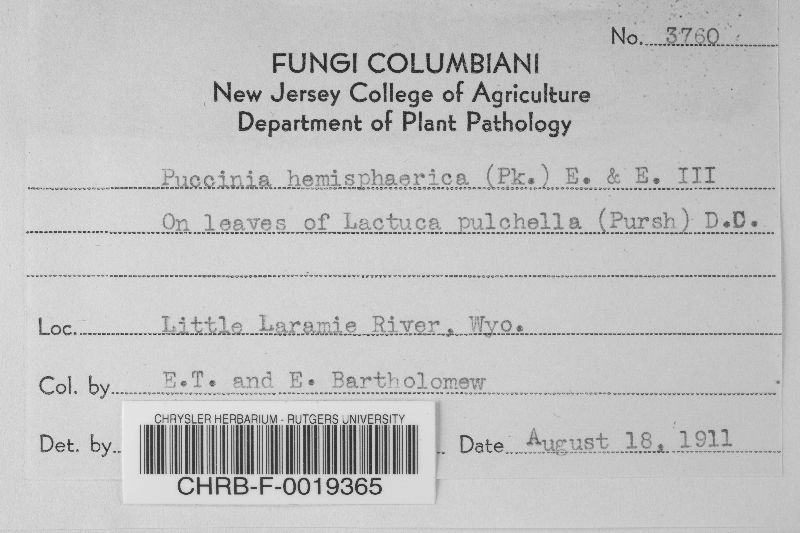 No. 3760
FUNGI COLUMBIANI
New Jersey College of Agriculture
Department of Plant Pathology
Puccinia hemisphaerica (Pk.) E. & E. III
On leaves of Lactuca pulchella (Pursh) D.C.
Loc. Little Laramie River, Wyo.
Col. by E.T. and E. Bartholomew
Det. by Date August 18, 1911
CHRYSLER HERBARIUM - RUTGERS UNIVERSITY
CHRB-F-0019365